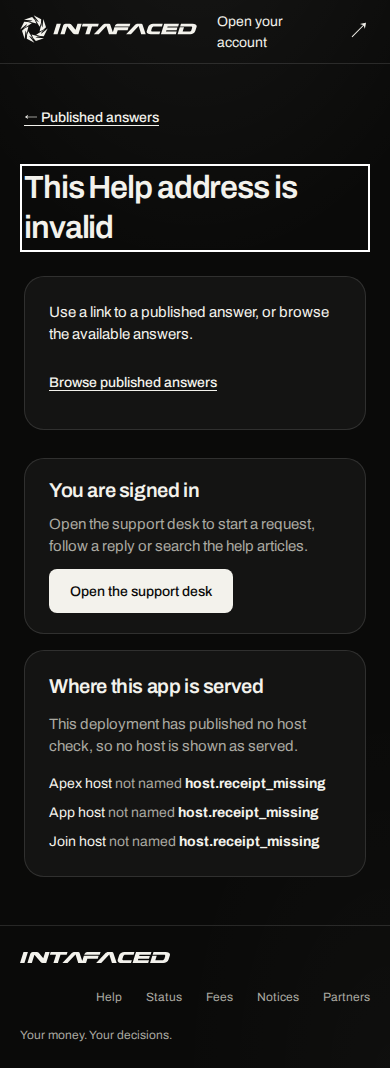 INTAFACED
Open your
account ↗
← Published answers
This Help address is
invalid
Use a link to a published answer, or browse
the available answers.
Browse published answers
You are signed in
Open the support desk to start a request,
follow a reply or search the help articles.
Open the support desk
Where this app is served
This deployment has published no host
check, so no host is shown as served.
Apex host not named host.receipt_missing
App host not named host.receipt_missing
Join host not named host.receipt_missing
INTAFACED
Help Status Fees Notices Partners
Your money. Your decisions.